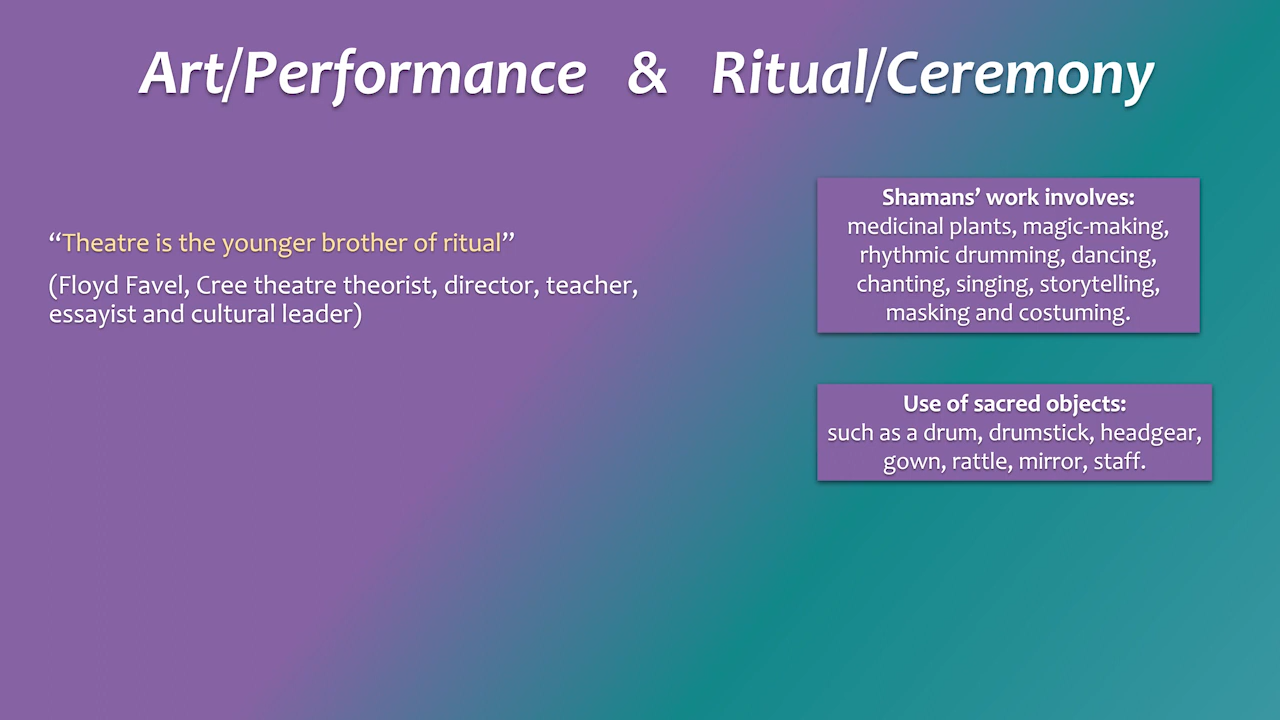 Art/Performance & Ritual/Ceremony
“Theatre is the younger brother of ritual”
(Floyd Favel, Cree theatre theorist, director, teacher,
essayist and cultural leader)
Shamans’ work involves:
medicinal plants, magic-making,
rhythmic drumming, dancing,
chanting, singing, storytelling,
masking and costuming.
Use of sacred objects:
such as a drum, drumstick, headgear,
gown, rattle, mirror, staff.